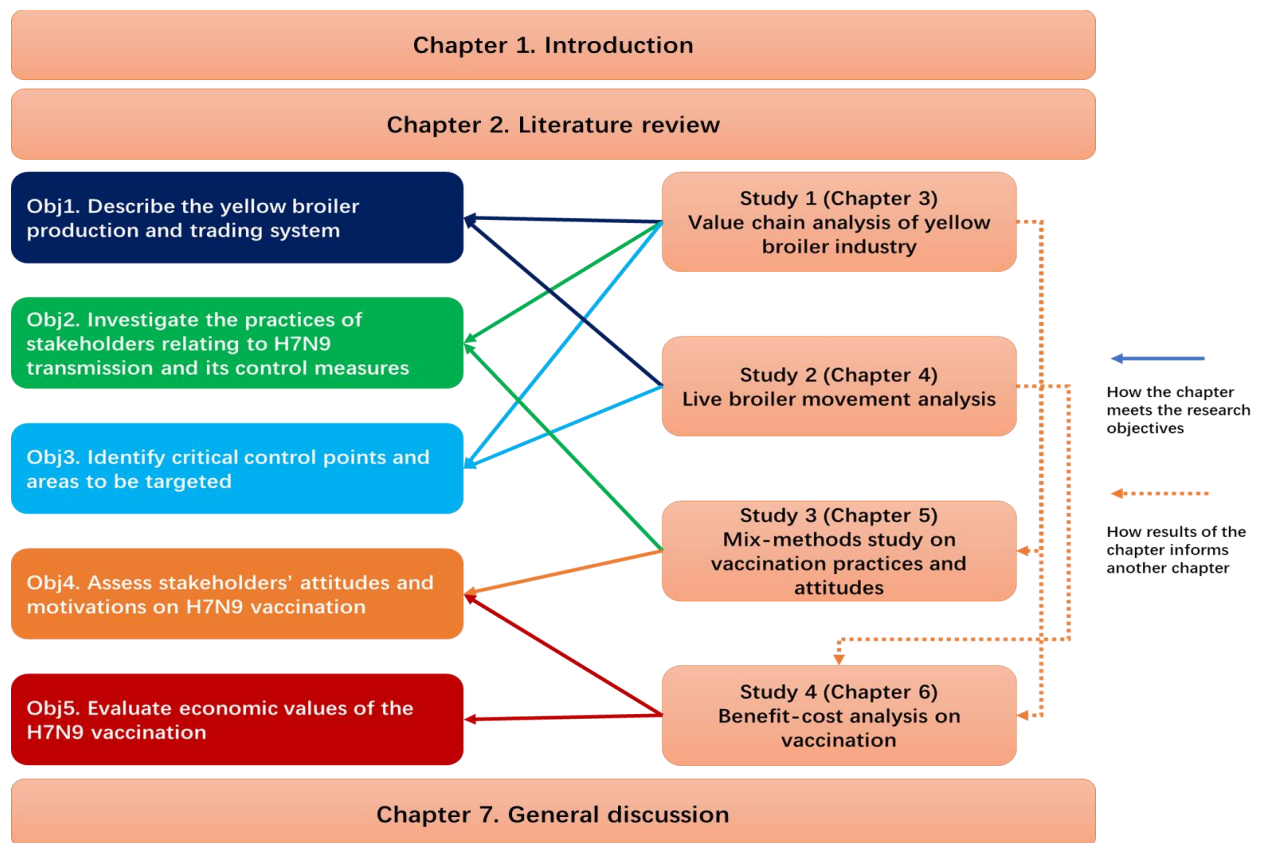 Chapter 1. Introduction
Chapter 2. Literature review
Obj1. Describe the yellow broiler
production and trading system
Obj2. Investigate the practices of
stakeholders relating to H7N9
transmission and its control measures
Obj3. Identify critical control points and
areas to be targeted
Obj4. Assess stakeholders’ attitudes and
motivations on H7N9 vaccination
Obj5. Evaluate economic values of the
H7N9 vaccination
Study 1 (Chapter 3)
Value chain analysis of yellow
broiler industry
Study 2 (Chapter 4)
Live broiler movement analysis
Study 3 (Chapter 5)
Mix-methods study on
vaccination practices and
attitudes
Study 4 (Chapter 6)
Benefit-cost analysis on
vaccination
How the chapter
meets the research
objectives
How results of the
chapter informs
another chapter
Chapter 7. General discussion